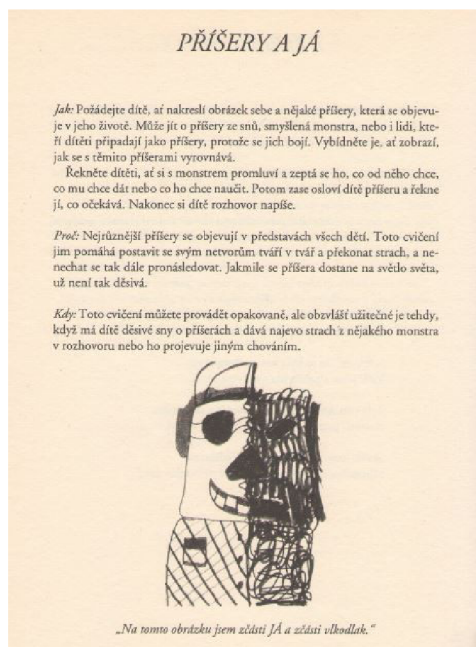 PŘÍŠERY A JÁ
Jak: Požádejte dítě, ať nakreslí obrázek sebe a nějaké příšery, která se objevu-
je v jeho životě. Může jít o příšery ze snů, smyšlená monstra, nebo i lidi, kte-
ří dítěti připadají jako příšery, protože se jich bojí. Vybídněte je, ať zobrazí,
jak se s těmito příšerami vyrovnává.
Řekněte dítěti, ať si s monstrem promluví a zeptá se ho, co od něho chce,
co mu chce dát nebo co ho chce naučit. Potom zase osloví dítě příšeru a řekne
jí, co očekává. Nakonec si dítě rozhovor napíše.
Proč: Nejrůznější příšery se objevují v představách všech dětí. Toto cvičení
jim pomáhá postavit se svým netvorům tváří v tvář a překonat strach, a ne-
nechat se tak dále pronásledovat. Jakmile se příšera dostane na světlo světa,
už není tak děsivá.
Kdy: Toto cvičení můžete provádět opakovaně, ale obzvlášť užitečné je tehdy,
když má dítě děsivé sny o příšerách a dává najevo strach z nějakého monstra
v rozhovoru nebo ho projevuje jiným chováním.
„Na tomto obrázku jsem zčásti JÁ a zčásti vlkodlak.“